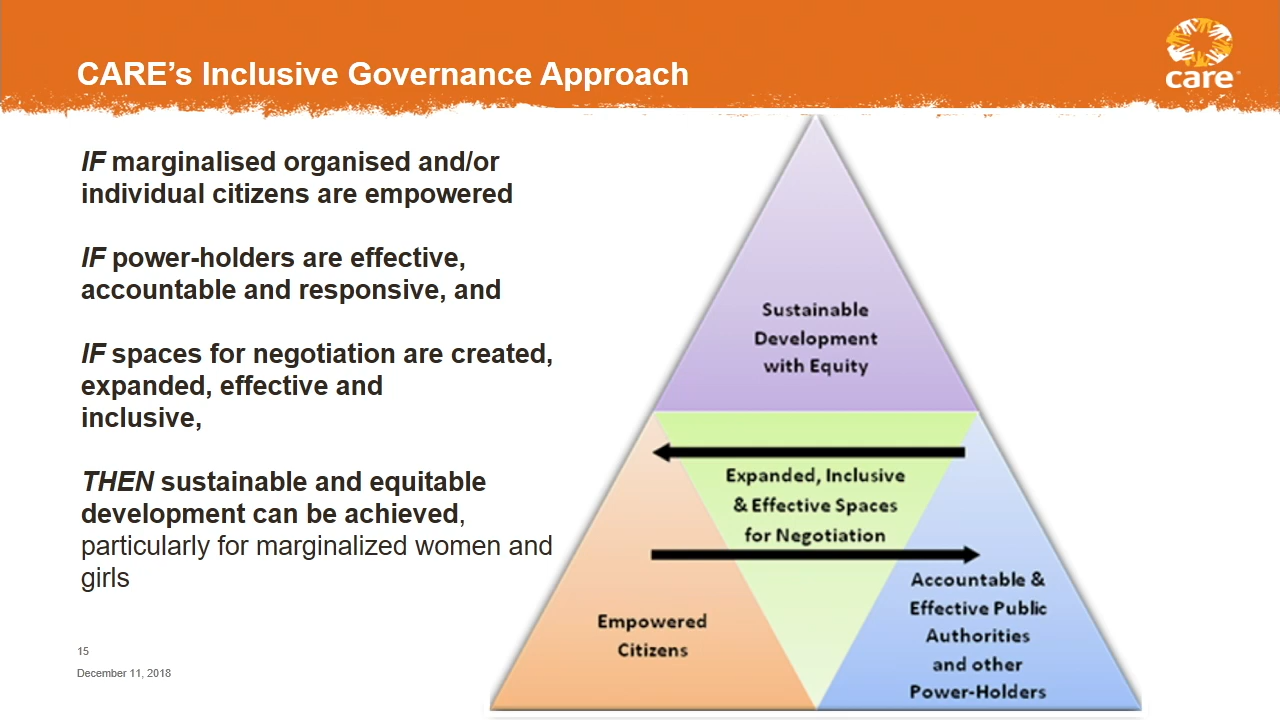 CARE’s Inclusive Governance Approach
care
IF marginalised organised and/or
individual citizens are empowered
IF power-holders are effective,
accountable and responsive, and
IF spaces for negotiation are created,
expanded, effective and
inclusive,
THEN sustainable and equitable
development can be achieved,
particularly for marginalized women and
girls
Sustainable
Development
with Equity
Expanded, Inclusive
& Effective Spaces
for Negotiation
Empowered
Citizens
Accountable &
Effective Public
Authorities
and other
Power-Holders
15
December 11, 2018